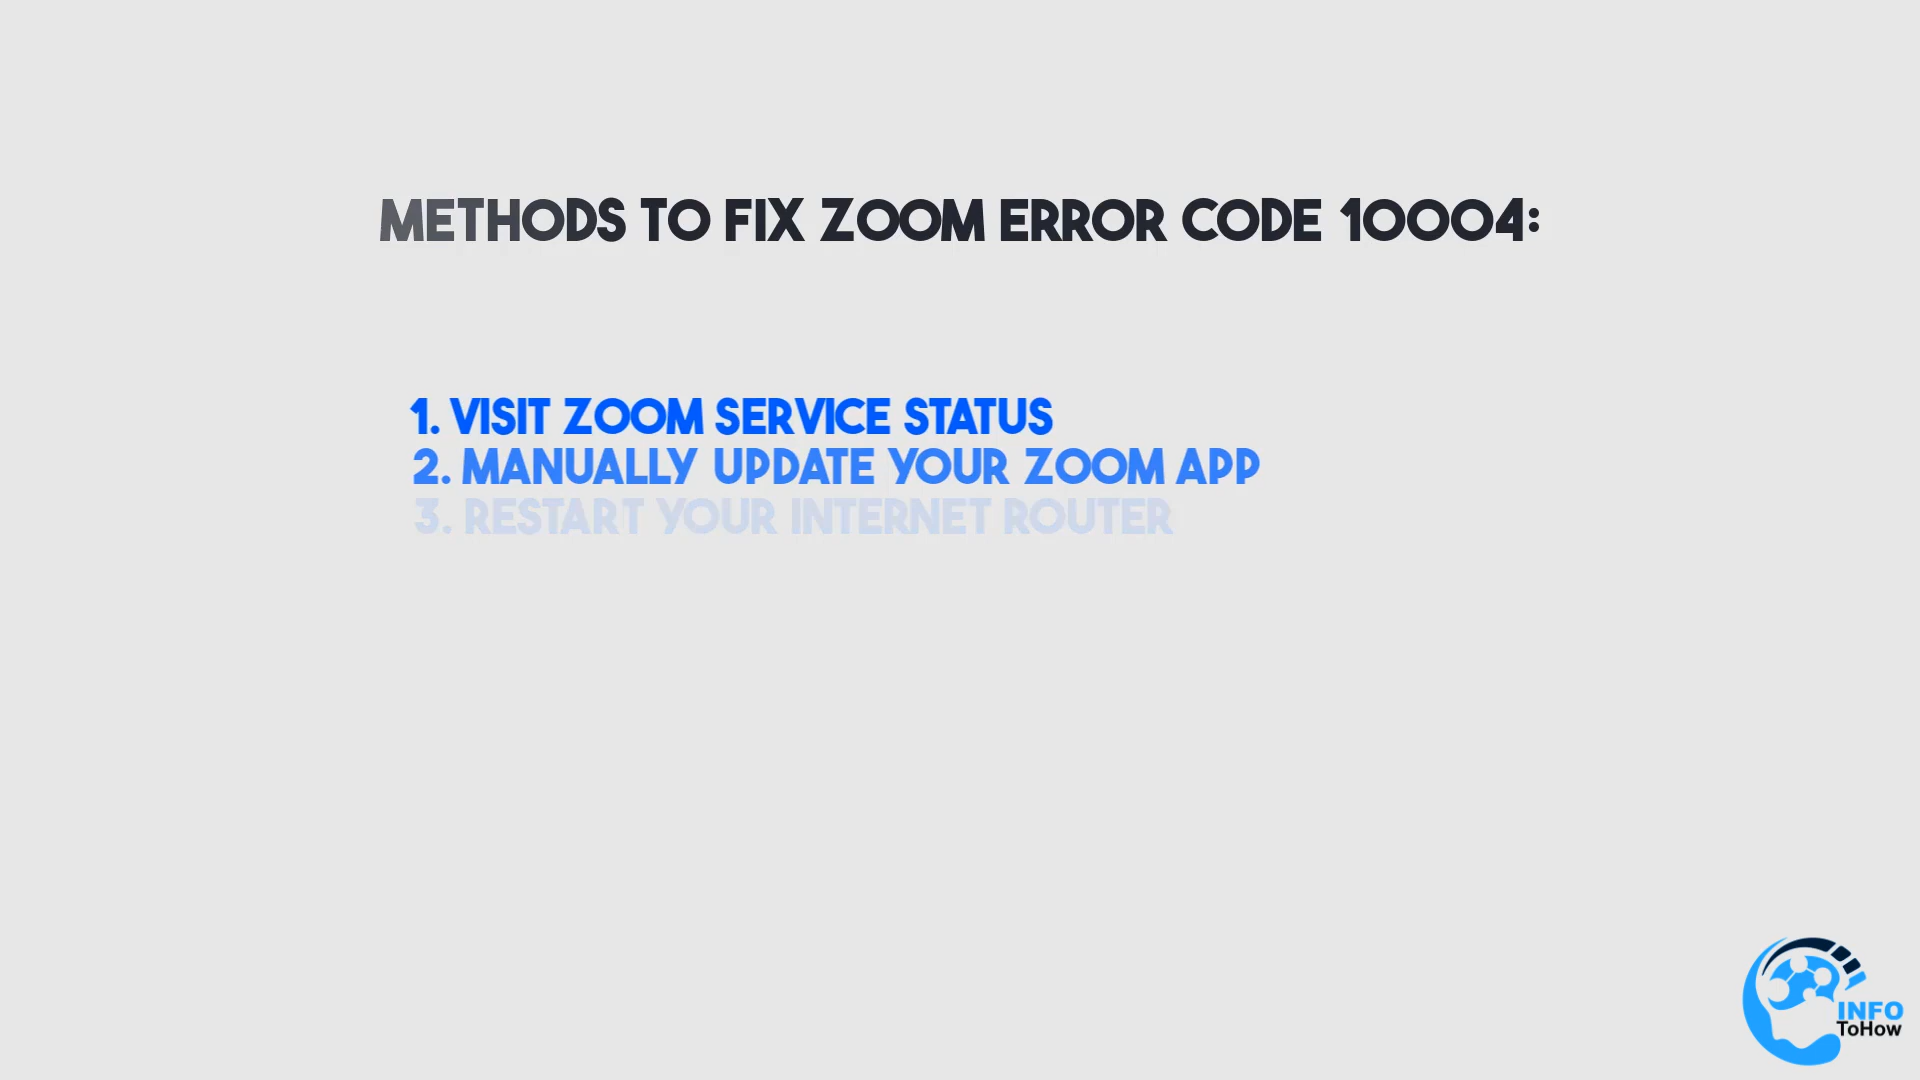 METHODS TO FIX ZOOM ERROR CODE 10004:
1. VISIT ZOOM SERVICE STATUS
2. MANUALLY UPDATE YOUR ZOOM APP
3. RESTART YOUR INTERNET ROUTER
INFO
ToHow